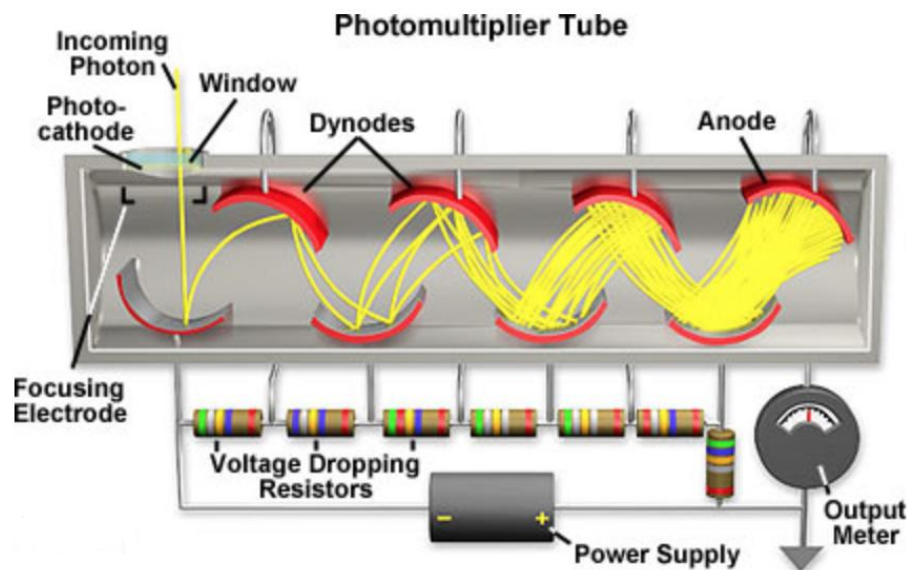 Photomultiplier Tube
Incoming
Photon
Window
Photo-
cathode
Dynodes
Anode
Focusing
Electrode
Voltage Dropping
Resistors
Output
Meter
Power Supply
− +